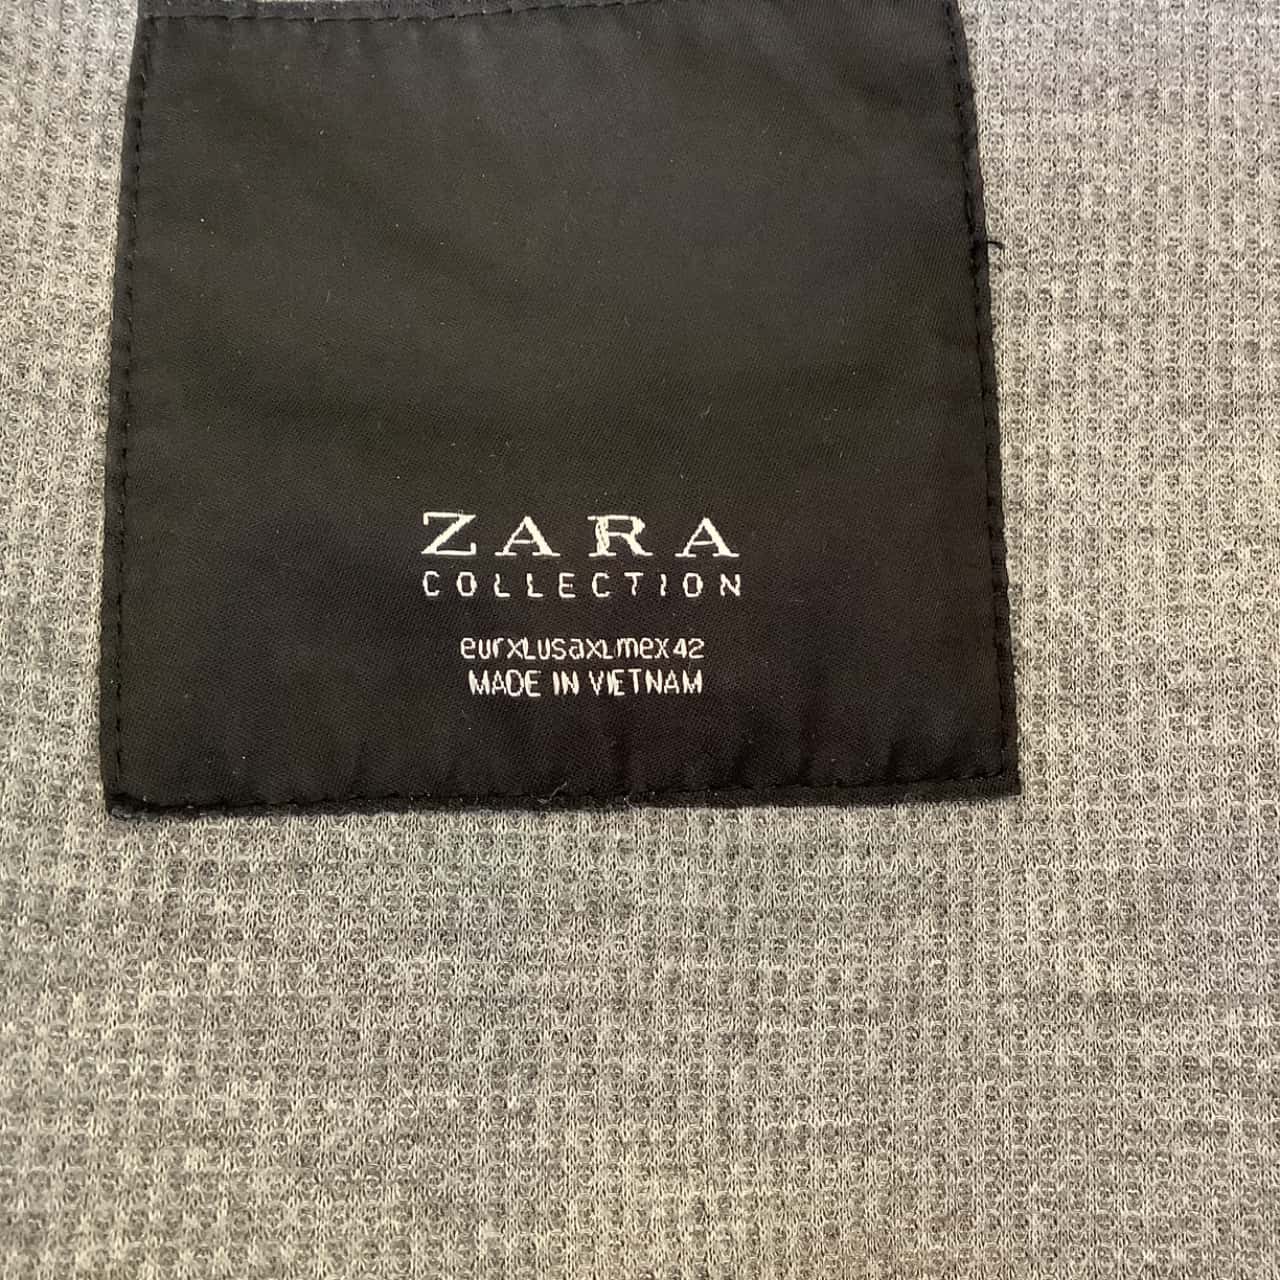 ZARA
COLLECTION
eurXLusaXLmex42
MADE IN VIETNAM